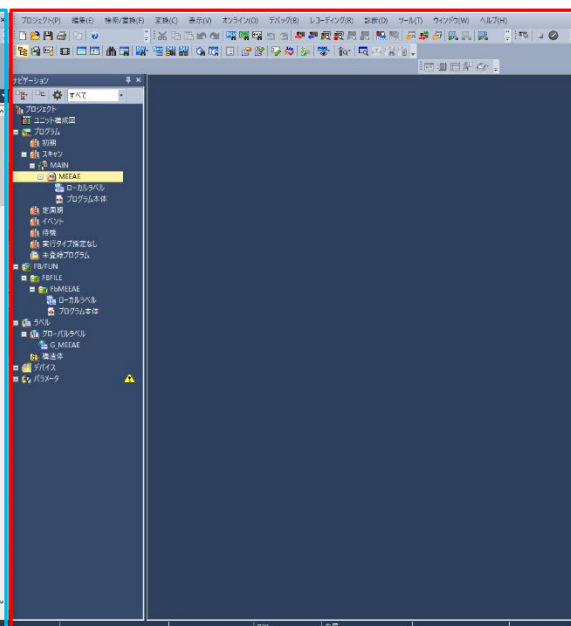 プロジェクト(P) 編集(E) 検索/置換(F) 変換(C) 表示(V) オンライン(O) デバッグ(B) レコーディング(R) 診断(D) ツール(T) ウィンドウ(W) ヘルプ(H)
ナビゲーション
すべて
プロジェクト
ユニット構成図
プログラム
初期
スキャン
MAIN
MEEAE
ローカルラベル
プログラム本体
定周期
イベント
待機
実行タイプ指定なし
未登録プログラム
FB/FUN
FBFILE
FbMEEAE
ローカルラベル
プログラム本体
ラベル
グローバルラベル
G_MEEAE
構造体
デバイス
パラメータ